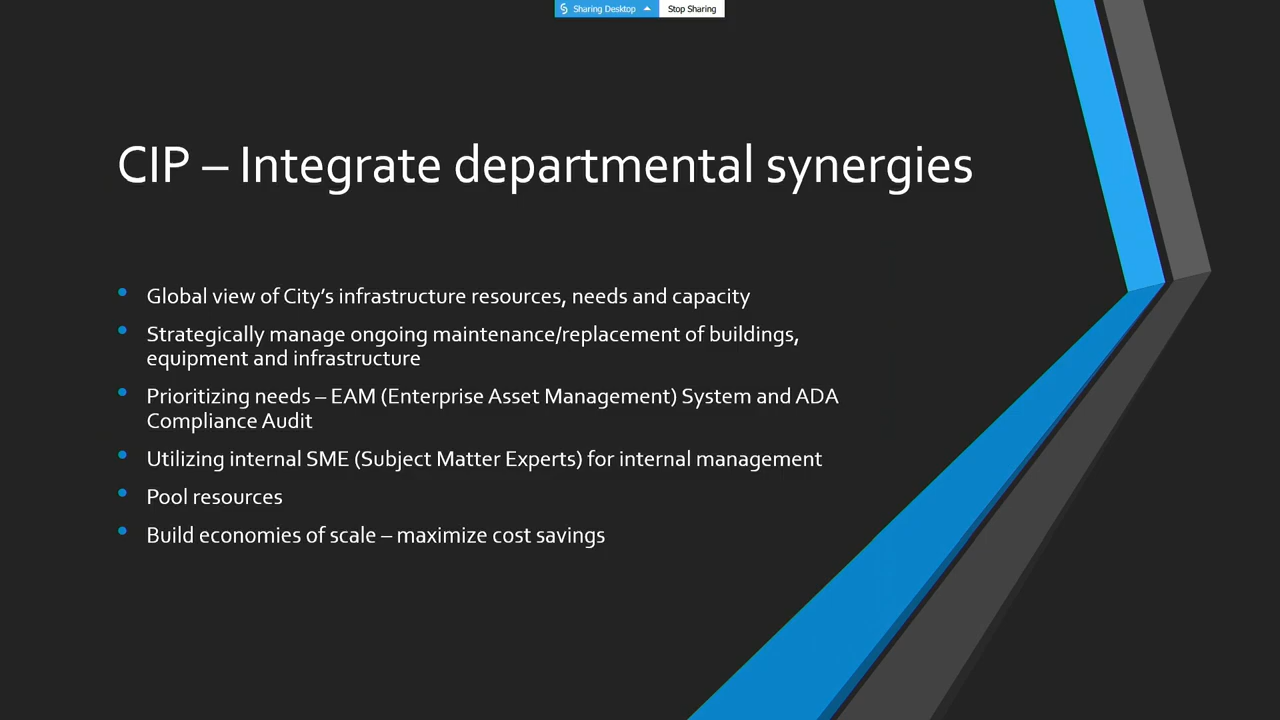 Sharing Desktop Stop Sharing
CIP – Integrate departmental synergies
• Global view of City’s infrastructure resources, needs and capacity
• Strategically manage ongoing maintenance/replacement of buildings,
equipment and infrastructure
• Prioritizing needs – EAM (Enterprise Asset Management) System and ADA
Compliance Audit
• Utilizing internal SME (Subject Matter Experts) for internal management
• Pool resources
• Build economies of scale – maximize cost savings